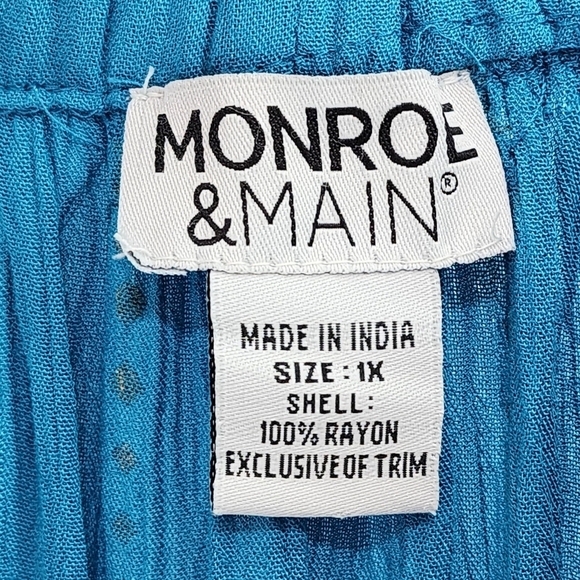 MONROE
&MAIN®
MADE IN INDIA
SIZE: 1X
SHELL:
100% RAYON
EXCLUSIVE OF TRIM